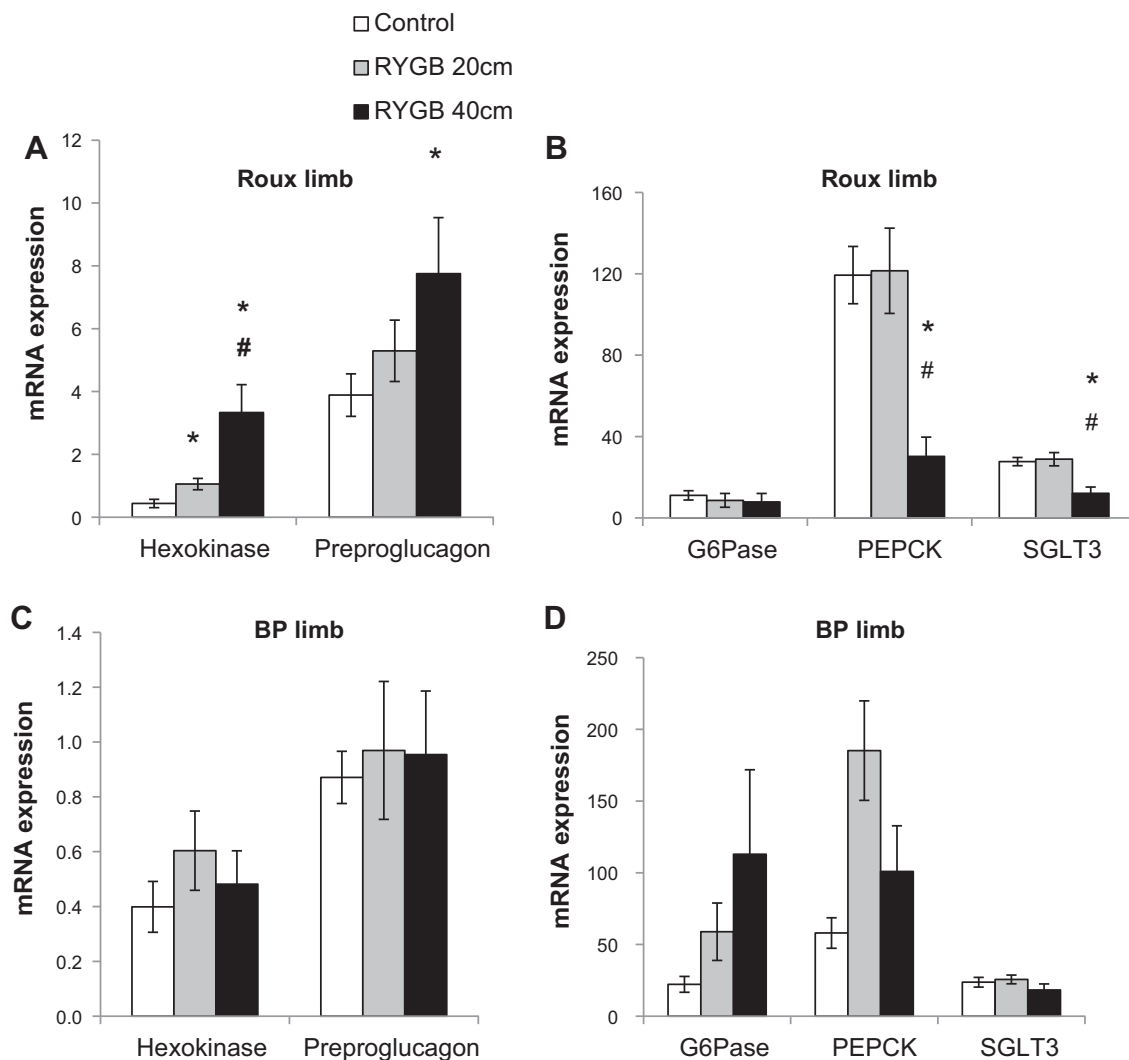 Control
RYGB 20cm
RYGB 40cm
A
Roux limb
mRNA expression
12
10
8
6
4
2
0
*
*
#
*
Hexokinase Preproglucagon
B
Roux limb
mRNA expression
160
120
80
40
0
*
#
*
#
G6Pase PEPCK SGLT3
C
BP limb
mRNA expression
1.4
1.2
1.0
0.8
0.6
0.4
0.2
0.0
Hexokinase Preproglucagon
D
BP limb
mRNA expression
250
200
150
100
50
0
G6Pase PEPCK SGLT3